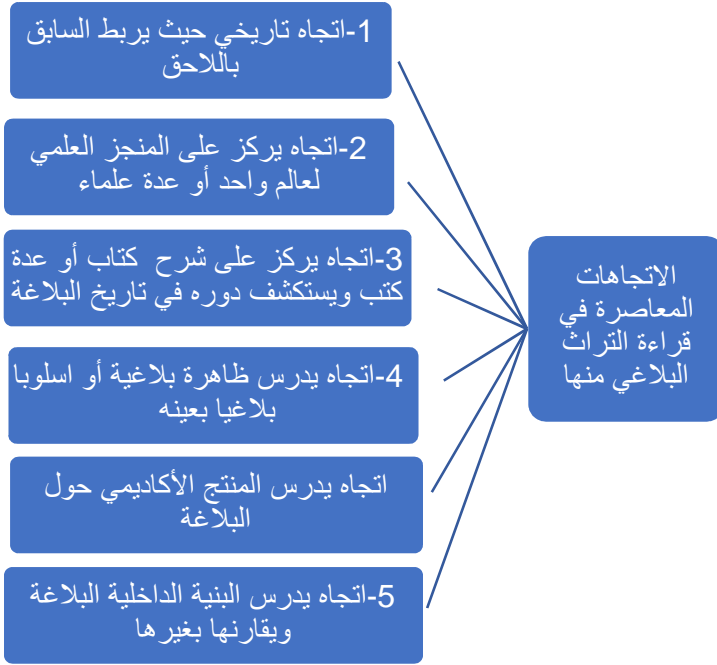 الاتجاهات
المعاصرة في
قراءة التراث
البلاغي منها
1-اتجاه تاريخي حيث يربط السابق
باللاحق
2-اتجاه يركز على المنجز العلمي
لعالم واحد أو عدة علماء
3-اتجاه يركز على شرح كتاب أو عدة
كتب ويستكشف دوره في تاريخ البلاغة
4-اتجاه يدرس ظاهرة بلاغية أو اسلوبا
بلاغيا بعينه
اتجاه يدرس المنتج الأكاديمي حول
البلاغة
5-اتجاه يدرس البنية الداخلية البلاغة
ويقارنها بغيرها